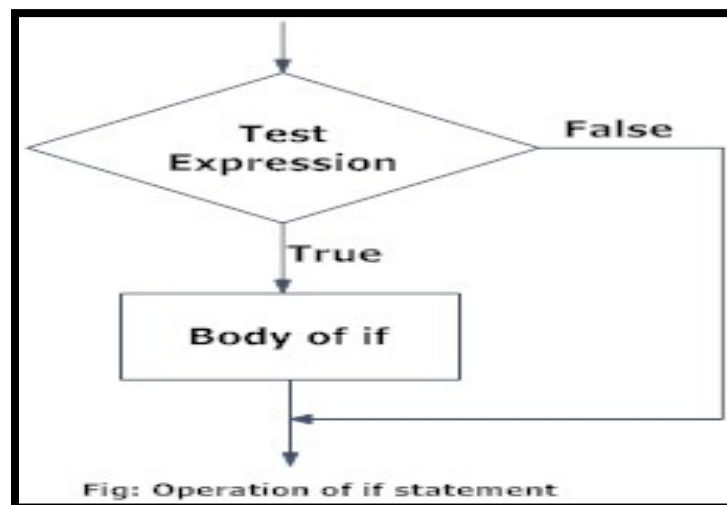 Test
Expression
False
True
Body of if
Fig: Operation of if statement